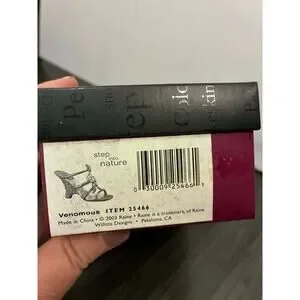 step
into
nature
0 30009 25466 1
Venomous ITEM 25466
Made in China • © 2003 Raine • Raine is a trademark of Raine
Willitts Designs • Petaluma, CA